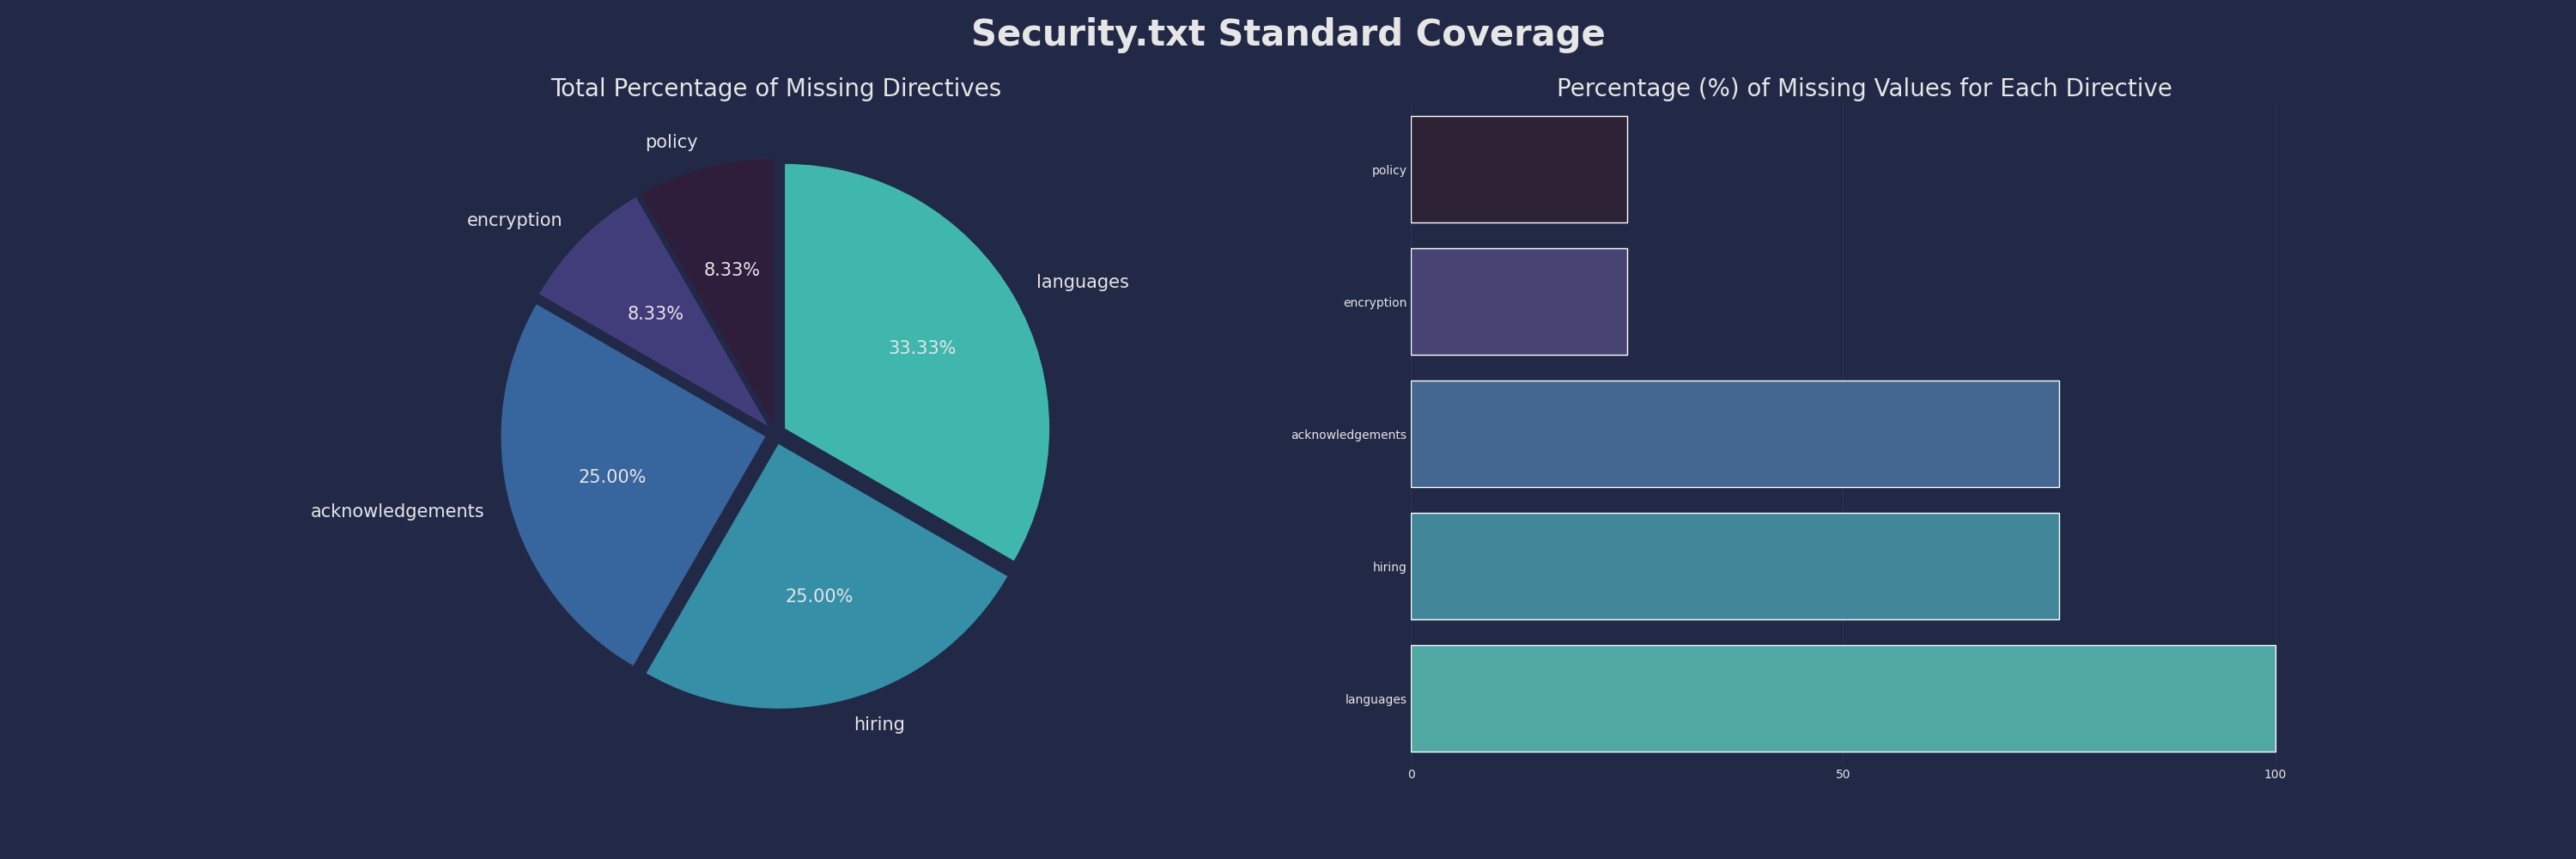 Security.txt Standard Coverage
Total Percentage of Missing Directives
policy
encryption
languages
acknowledgements
hiring
8.33%
8.33%
33.33%
25.00%
25.00%
Percentage (%) of Missing Values for Each Directive
policy
encryption
acknowledgements
hiring
languages
0 50 100